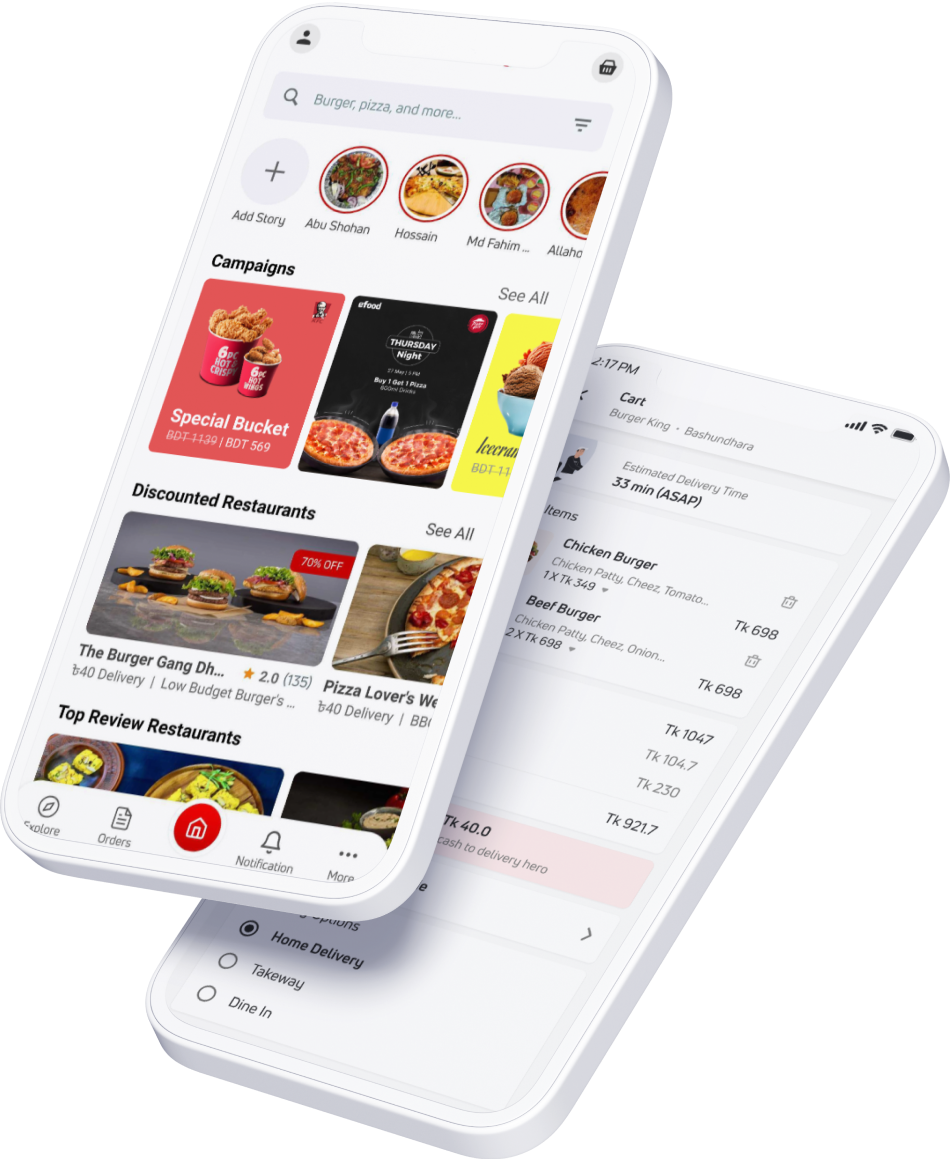 Burger, pizza, and more...
Add Story
Abu Shohan
Hossain
Md Fahim ...
Allaho
Campaigns
See All
6PC
HOT &
CRISPY
6PC
HOT
WINGS
KFC
Special Bucket
BDT 1139 | BDT 569
efood
THURSDAY
Night
27 May | 5 PM
Buy 1 Get 1 Pizza
600ml Drinks
Icecrea
BDT 11
Discounted Restaurants
See All
70% OFF
The Burger Gang Dh...
2.0 (135)
৳40 Delivery | Low Budget Burger's ...
Pizza Lover's We
৳40 Delivery | BBC
Top Review Restaurants
Explore
Orders
Notification
More
2:17 PM
Cart
Burger King • Bashundhara
Estimated Delivery Time
33 min (ASAP)
Items
Chicken Burger
Chicken Patty, Cheez, Tomato...
1 X Tk 349
Tk 698
Beef Burger
Chicken Patty, Cheez, Onion...
2 X Tk 698
Tk 698
Tk 1047
Tk 104.7
Tk 230
Tk 921.7
Tk 40.0
cash to delivery hero
Options
Home Delivery
Takeway
Dine In